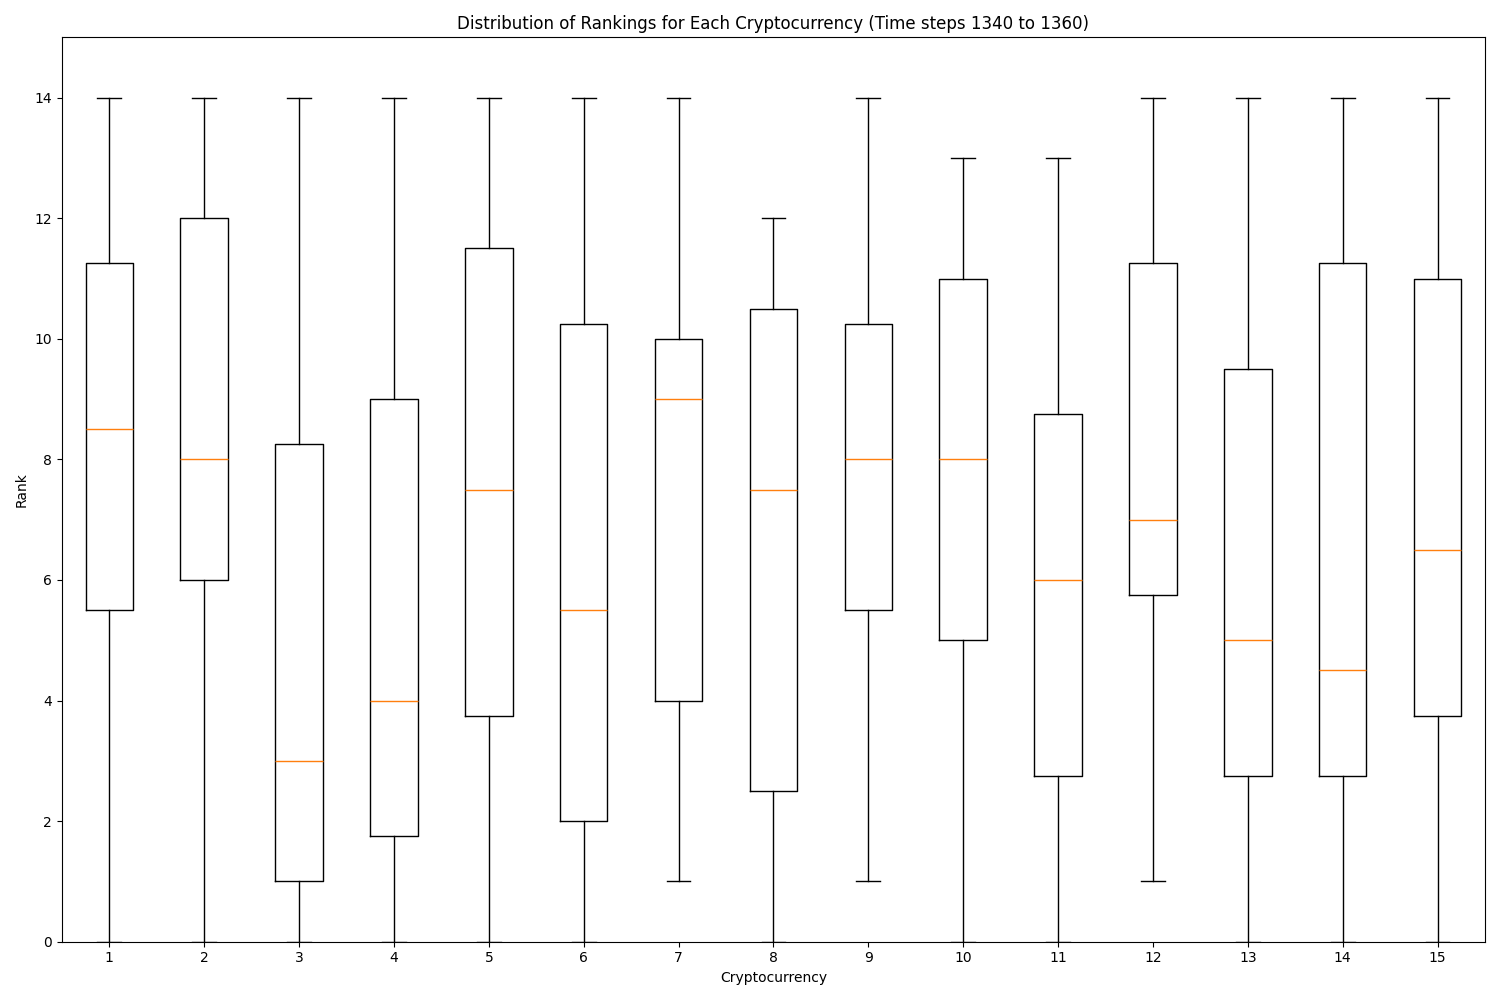 Distribution of Rankings for Each Cryptocurrency (Time steps 1340 to 1360)
14
12
10
8
6
4
2
0
Rank
1 2 3 4 5 6 7 8 9 10 11 12 13 14 15
Cryptocurrency